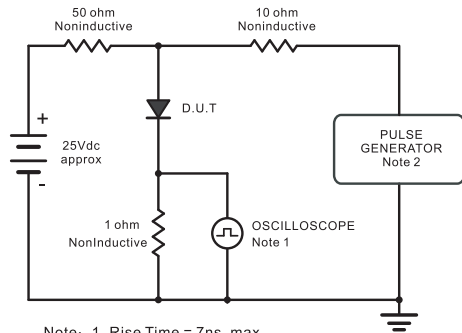 50 ohm
Noninductive
10 ohm
Noninductive
D.U.T
+
25Vdc
approx
-
PULSE
GENERATOR
Note 2
1 ohm
NonInductive
OSCILLOSCOPE
Note 1
Note: 1. Rise Time = 7ns, max